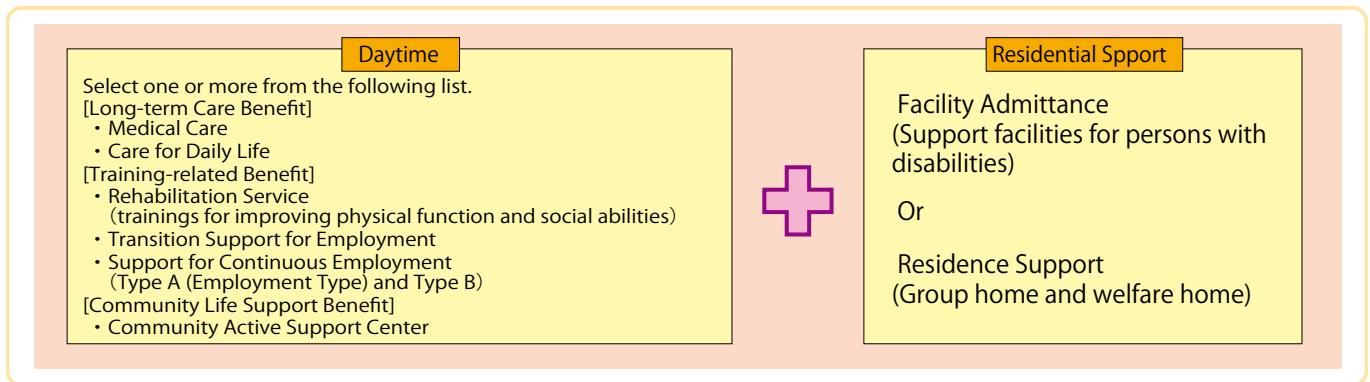 Daytime
Select one or more from the following list.
[Long-term Care Benefit]
・Medical Care
・Care for Daily Life
[Training-related Benefit]
・Rehabilitation Service
（trainings for improving physical function and social abilities）
・Transition Support for Employment
・Support for Continuous Employment
（Type A (Employment Type) and Type B）
[Community Life Support Benefit]
・Community Active Support Center
Residential Spport
Facility Admittance
(Support facilities for persons with
disabilities)
Or
Residence Support
(Group home and welfare home)